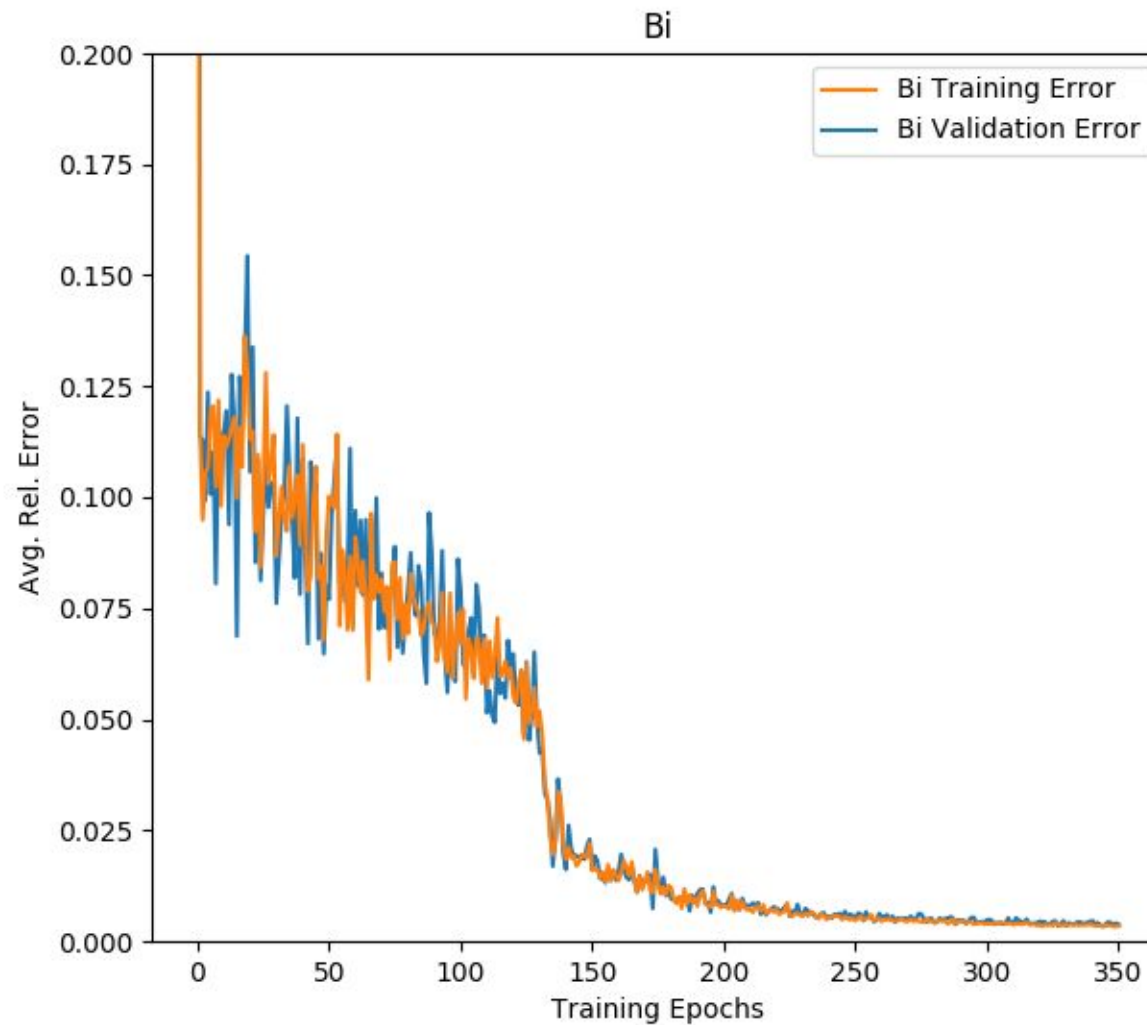 Bi
Bi Training Error
Bi Validation Error
0.200
0.175
0.150
0.125
0.100
0.075
0.050
0.025
0.000
Avg. Rel. Error
0 50 100 150 200 250 300 350
Training Epochs